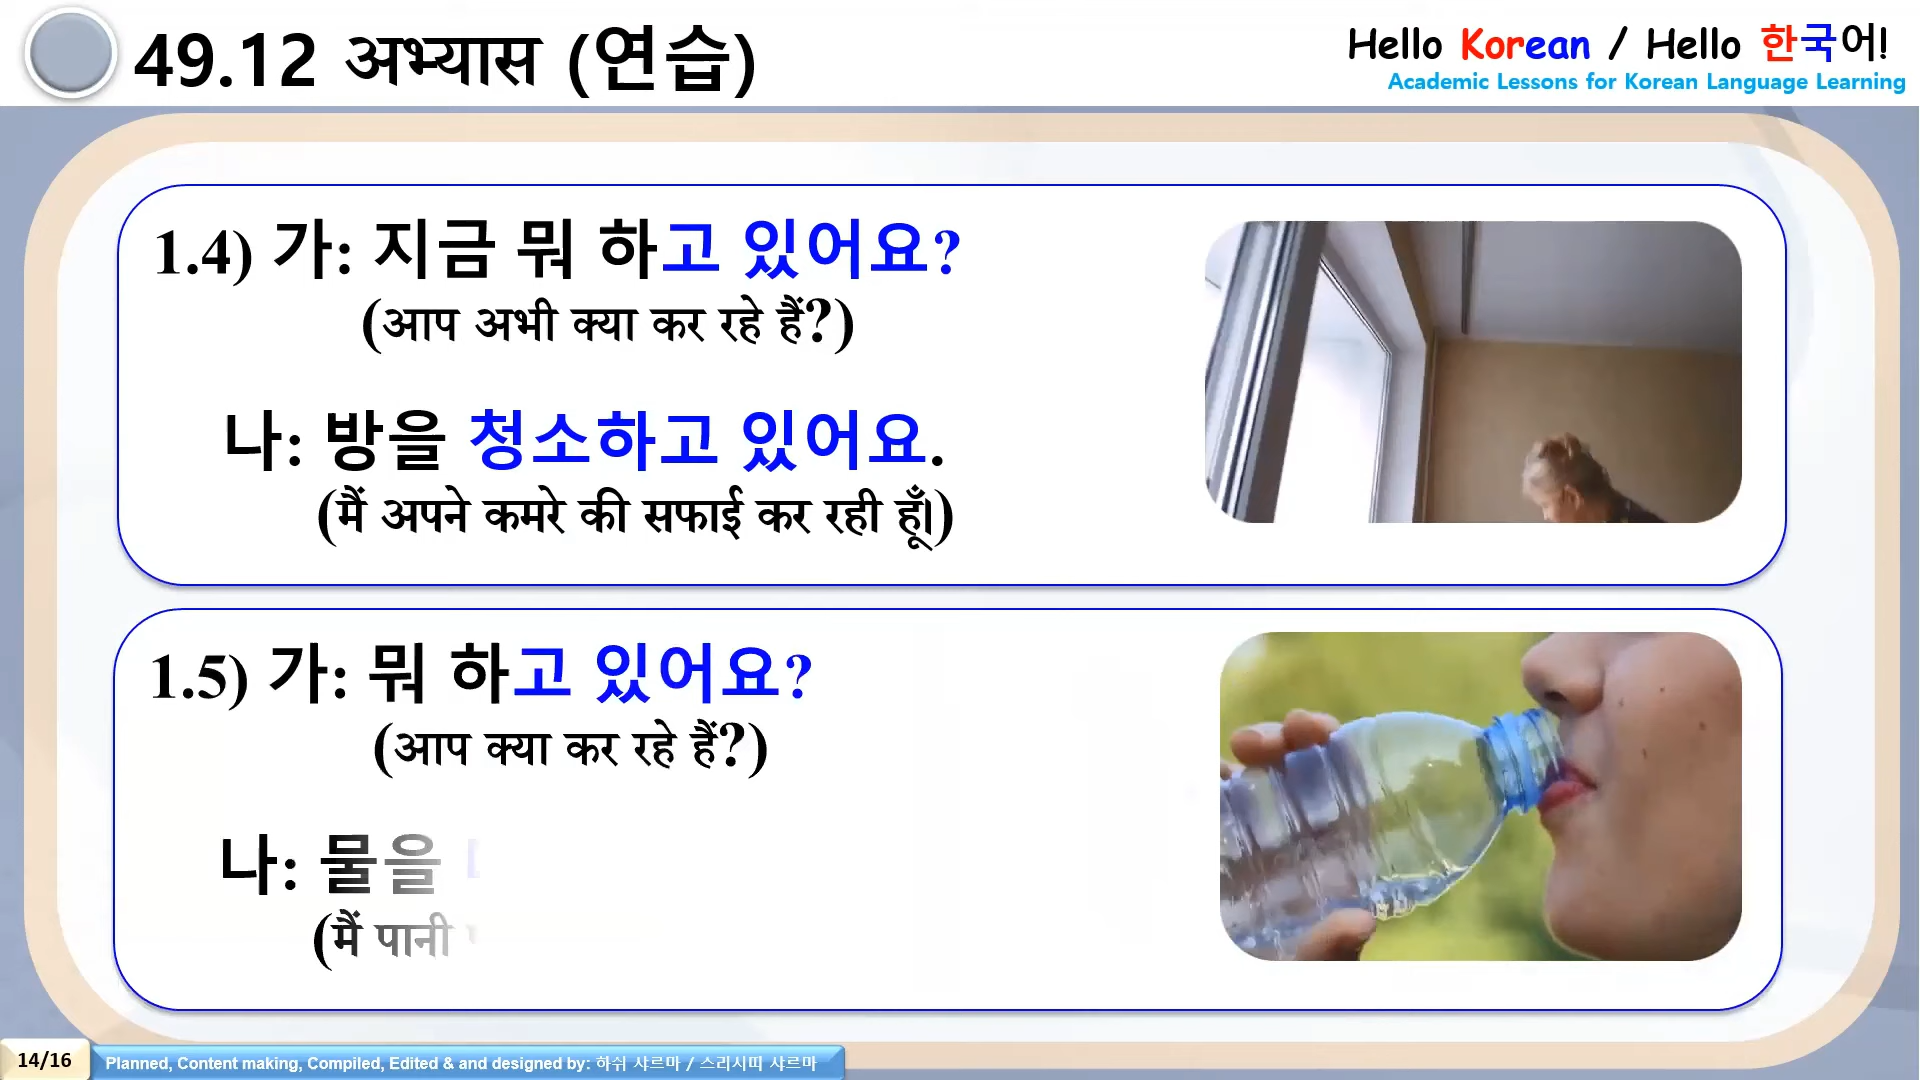 49.12 अभ्यास (연습)
Hello Korean / Hello 한국어!
Academic Lessons for Korean Language Learning
1.4) 가: 지금 뭐 하고 있어요?
(आप अभी क्या कर रहे हैं?)
나: 방을 청소하고 있어요.
(मैं अपने कमरे की सफाई कर रही हूँ।)
1.5) 가: 뭐 하고 있어요?
(आप क्या कर रहे हैं?)
나: 물을
(मैं पानी
14/16
Planned, Content making, Compiled, Edited & and designed by: 하쉬 샤르마 / 스리시띠 샤르마